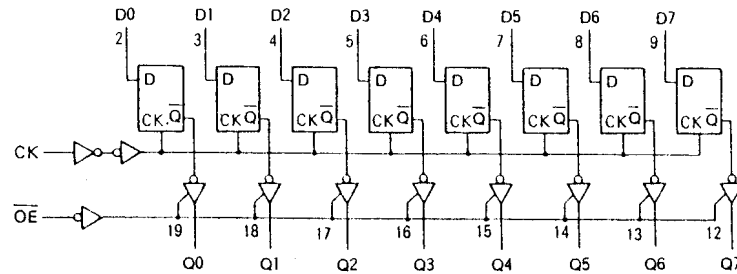 D0 D1 D2 D3 D4 D5 D6 D7
2 3 4 5 6 7 8 9
D D D D D D D D
CK Q̅ CK Q̅ CK Q̅ CK Q̅ CK Q̅ CK Q̅ CK Q̅ CK Q̅
CK
O̅E̅
19 18 17 16 15 14 13 12
Q0 Q1 Q2 Q3 Q4 Q5 Q6 Q7